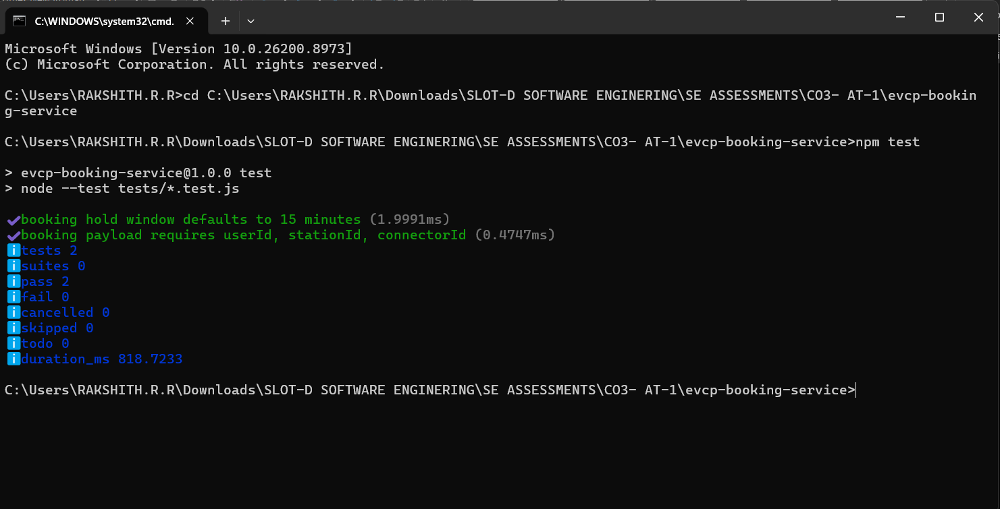 C:\WINDOWS\system32\cmd.
Microsoft Windows [Version 10.0.26200.8973]
(c) Microsoft Corporation. All rights reserved.
C:\Users\RAKSHITH.R.R>cd C:\Users\RAKSHITH.R.R\Downloads\SLOT-D SOFTWARE ENGINERING\SE ASSESSMENTS\CO3- AT-1\evcp-bookin
g-service
C:\Users\RAKSHITH.R.R\Downloads\SLOT-D SOFTWARE ENGINERING\SE ASSESSMENTS\CO3- AT-1\evcp-booking-service>npm test
> evcp-booking-service@1.0.0 test
> node --test tests/*.test.js
✔booking hold window defaults to 15 minutes (1.9991ms)
✔booking payload requires userId, stationId, connectorId (0.4747ms)
ℹtests 2
ℹsuites 0
ℹpass 2
ℹfail 0
ℹcancelled 0
ℹskipped 0
ℹtodo 0
ℹduration_ms 818.7233
C:\Users\RAKSHITH.R.R\Downloads\SLOT-D SOFTWARE ENGINERING\SE ASSESSMENTS\CO3- AT-1\evcp-booking-service>